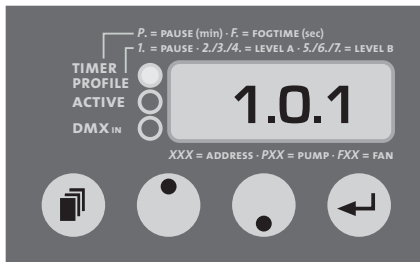 P. = PAUSE (min) · F. = FOGTIME (sec)
1. = PAUSE · 2./3./4. = LEVEL A · 5./6./7. = LEVEL B
TIMER
PROFILE
ACTIVE
DMX IN
1.0.1
XXX = ADDRESS · PXX = PUMP · FXX = FAN